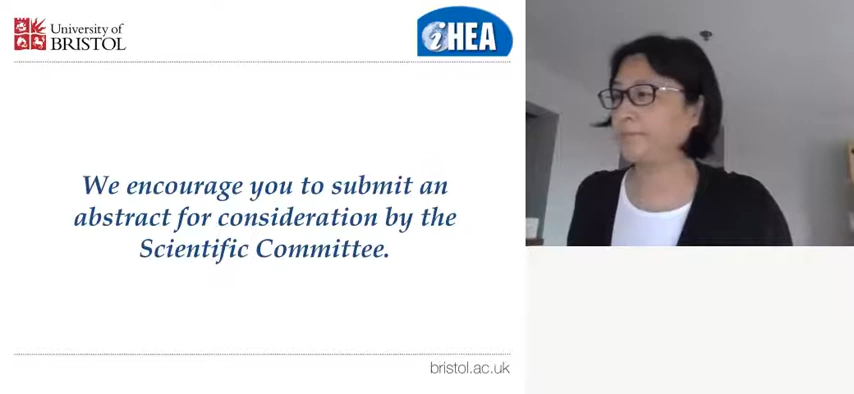 University of
BRISTOL
iHEA
We encourage you to submit an
abstract for consideration by the
Scientific Committee.
bristol.ac.uk